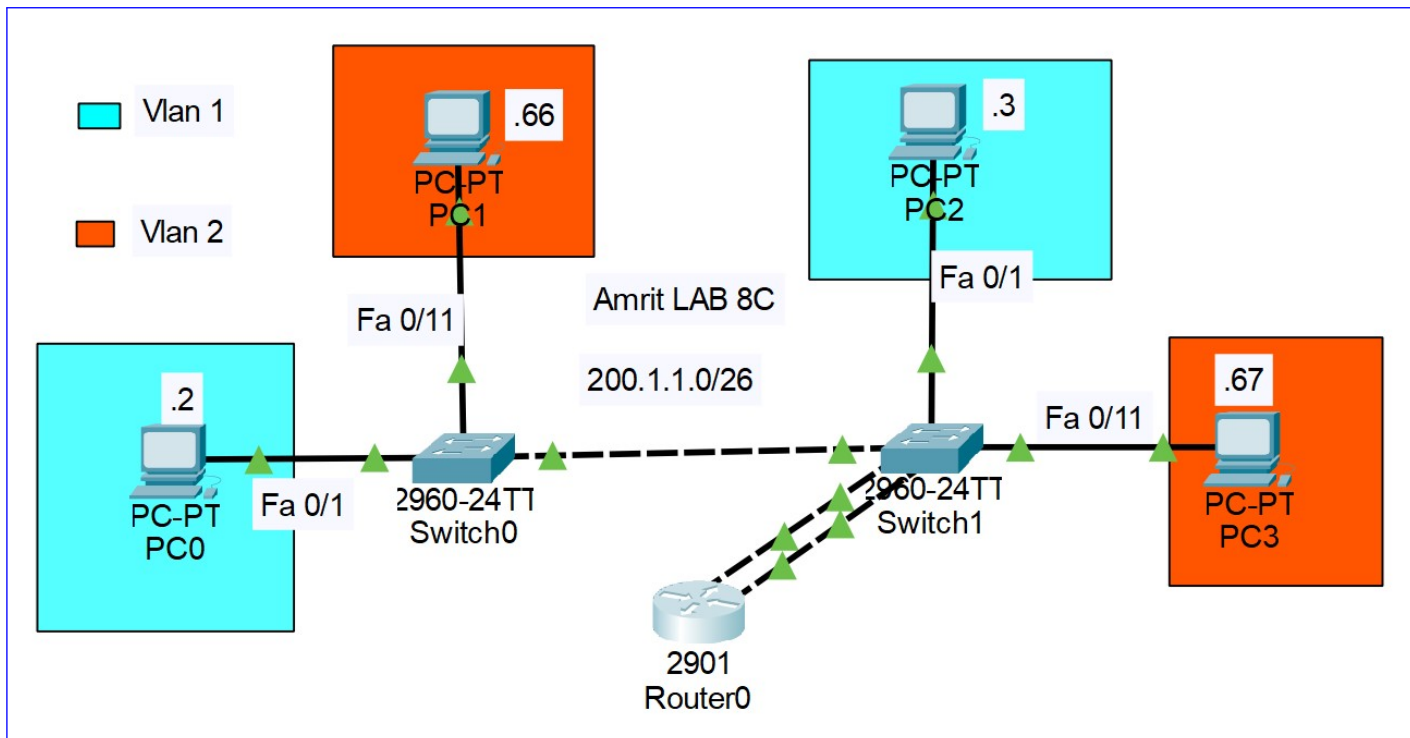 Vlan 1
Vlan 2
.66
PC-PT
PC1
Fa 0/11
.3
PC-PT
PC2
Fa 0/1
Amrit LAB 8C
200.1.1.0/26
.2
PC-PT
PC0
Fa 0/1
2960-24TT
Switch0
2960-24TT
Switch1
Fa 0/11
.67
PC-PT
PC3
2901
Router0